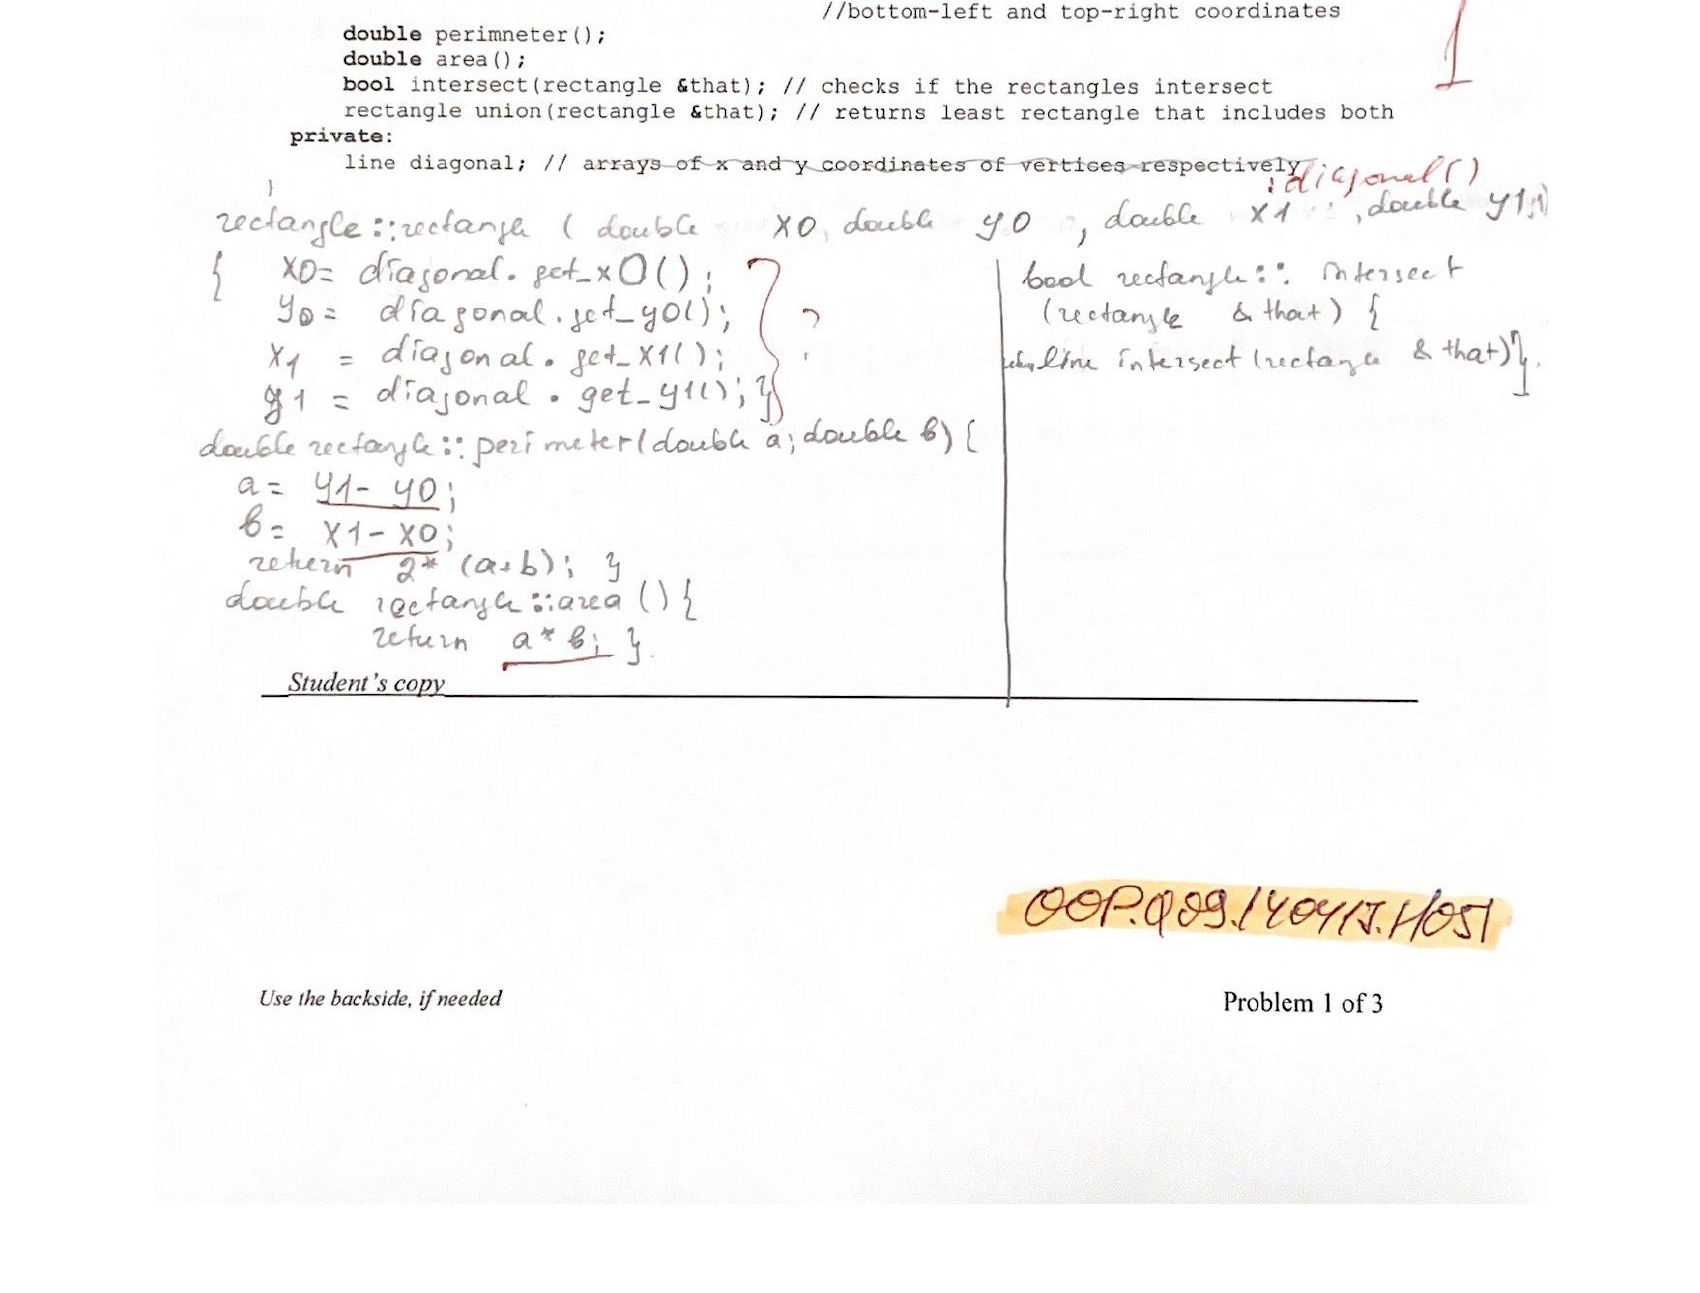 //bottom-left and top-right coordinates
1
double perimneter();
double area();
bool intersect(rectangle &that); // checks if the rectangles intersect
rectangle union(rectangle &that); // returns least rectangle that includes both
private:
line diagonal; // arrays of x and y coordinates of vertices respectively
}
:diagonal()
rectangle::rectangle ( double x0, double y0 , double x1 , double y1)
{ x0= diagonal. get_x0();
y0= diagonal.get_y0();
x1 = diagonal. get_x1();
y1 = diagonal . get_y1(); }
?
double rectangle :: perimeter(double a; double b) {
a= y1- y0;
b= x1- x0;
return 2* (a+b); }
double rectangle ::area () {
return a* b; }
bool rectangle:: intersect
(rectangle & that) {
line intersect (rectangle & that)}.
Student's copy
OOP.Q09.140415.H051
Use the backside, if needed
Problem 1 of 3